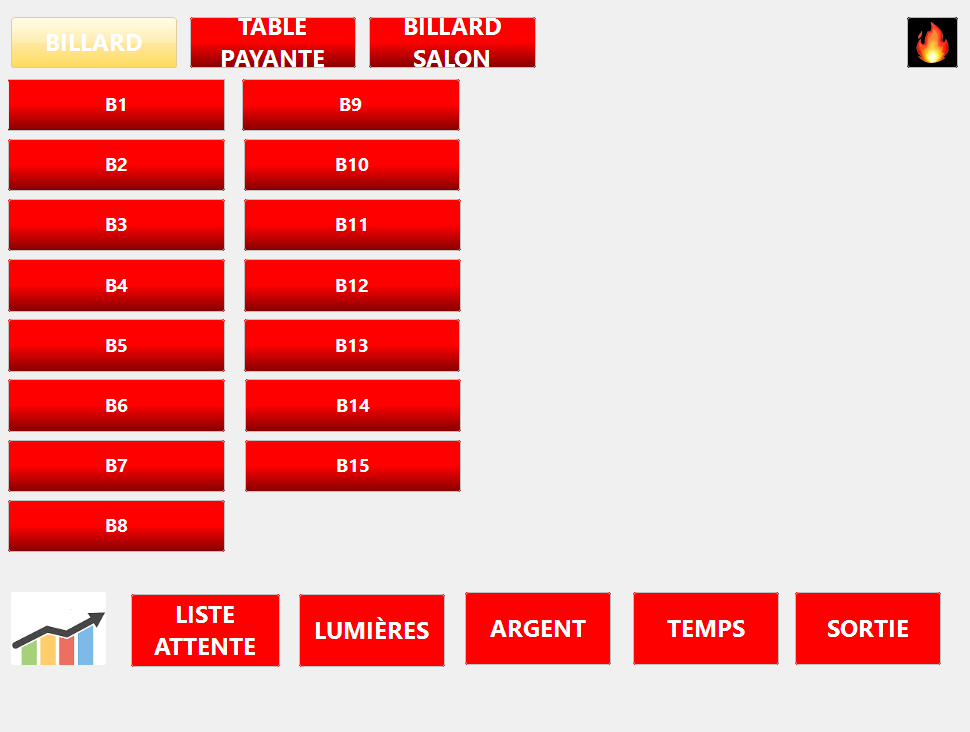 BILLARD
TABLE
PAYANTE
BILLARD
SALON
B1
B2
B3
B4
B5
B6
B7
B8
B9
B10
B11
B12
B13
B14
B15
LISTE
ATTENTE
LUMIÈRES
ARGENT
TEMPS
SORTIE